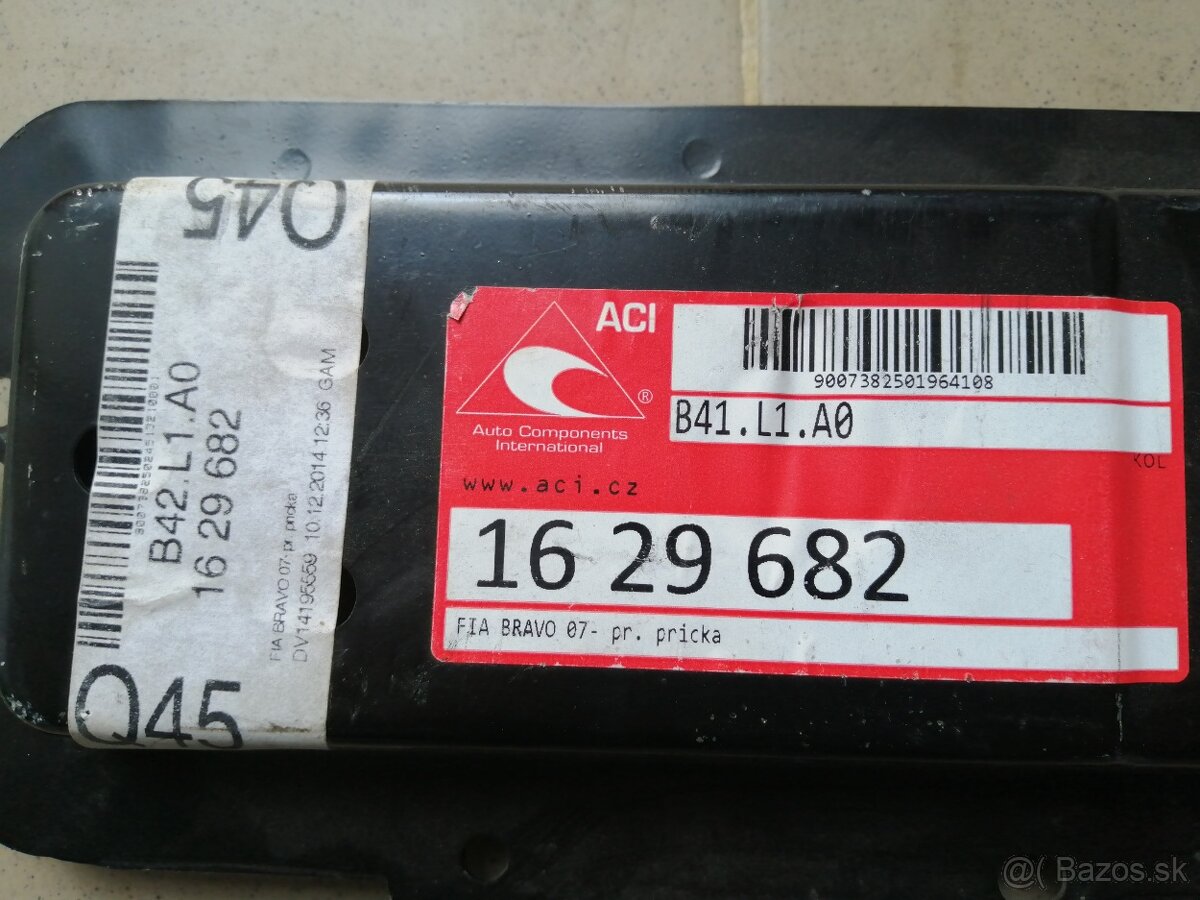 Q45
B42.L1.A0
16 29 682
FIA BRAVO 07- pr. pricka
DV14195559 10.12.2014 12:36 GAM
Q45
ACI
®
Auto Components
International
www.aci.cz
9007382501964108
B41.L1.A0
KOL
16 29 682
FIA BRAVO 07- pr. pricka
@( Bazos.sk